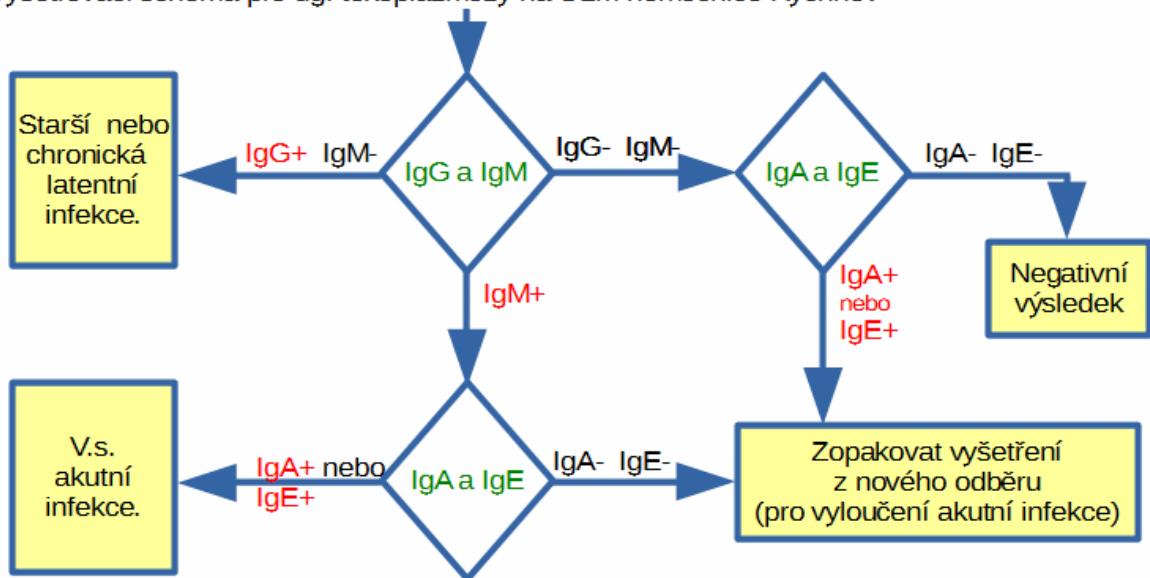 Starší nebo
chronická
latentní
infekce.
IgG+ IgM-
IgG a IgM
IgG- IgM-
IgA a IgE
IgA- IgE-
Negativní
výsledek
IgM+
IgA+
nebo
IgE+
V.s.
akutní
infekce.
IgA+ nebo
IgE+
IgA a IgE
IgA- IgE-
Zopakovat vyšetření
z nového odběru
(pro vyloučení akutní infekce)